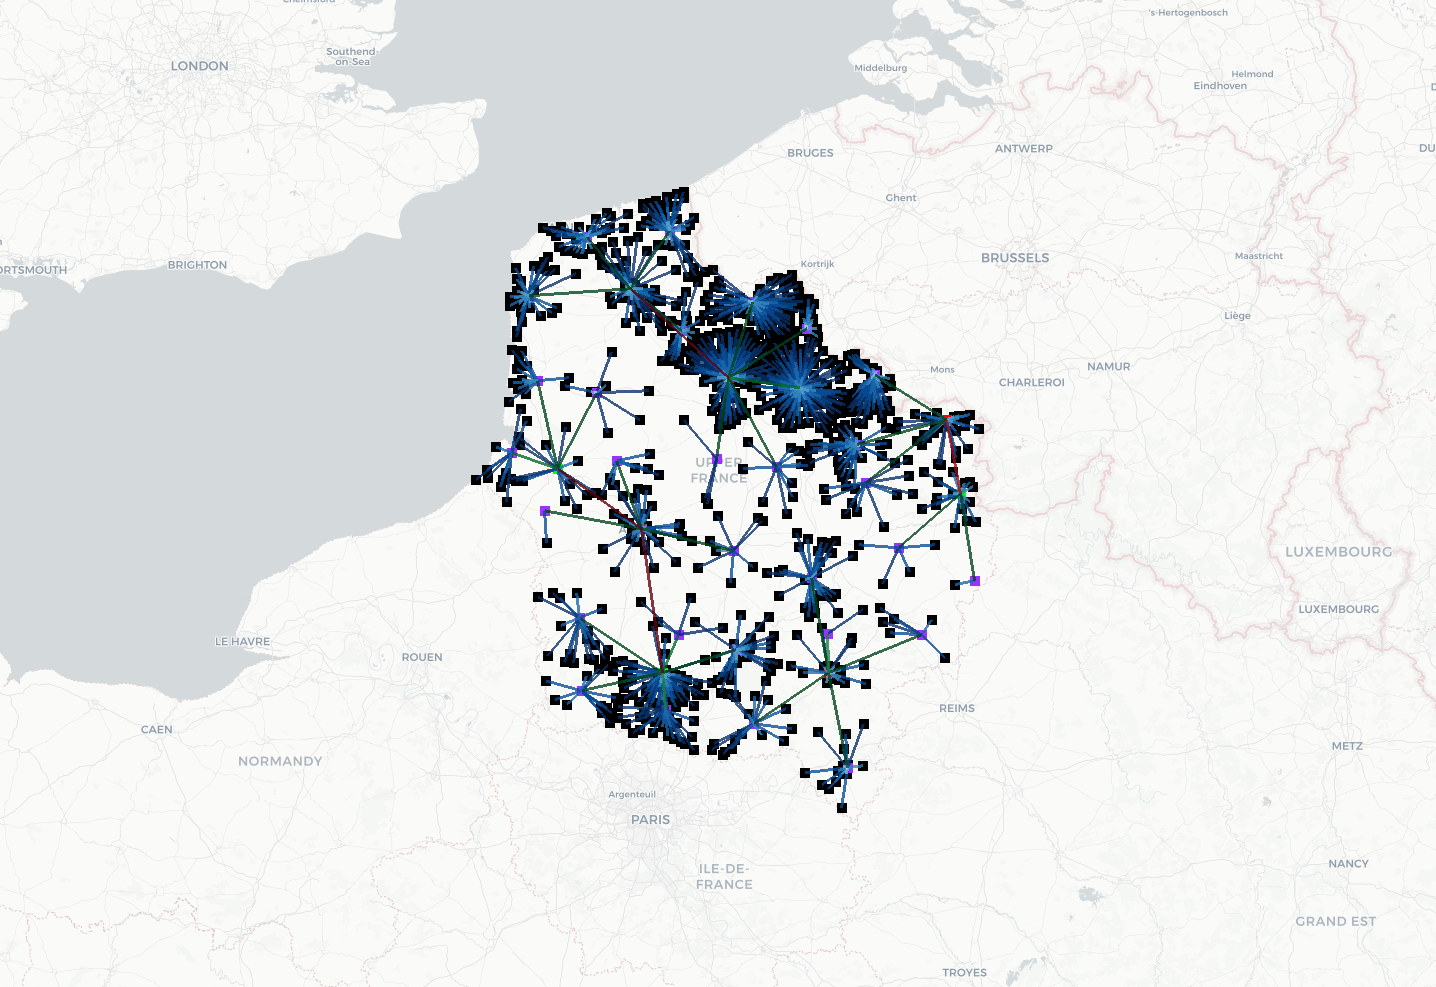 Chelmsford
's-Hertogenbosch
Southend-
on-Sea
LONDON
Middelburg
Helmond
Eindhoven
BRUGES
ANTWERP
DU
Ghent
BRIGHTON
ORTSMOUTH
Kortrijk
BRUSSELS
Maastricht
Liège
Mons
NAMUR
CHARLEROI
UPPER
FRANCE
LUXEMBOURG
LUXEMBOURG
LE HAVRE
ROUEN
REIMS
CAEN
METZ
NORMANDY
Argenteuil
PARIS
ILE-DE-
FRANCE
NANCY
GRAND EST
TROYES